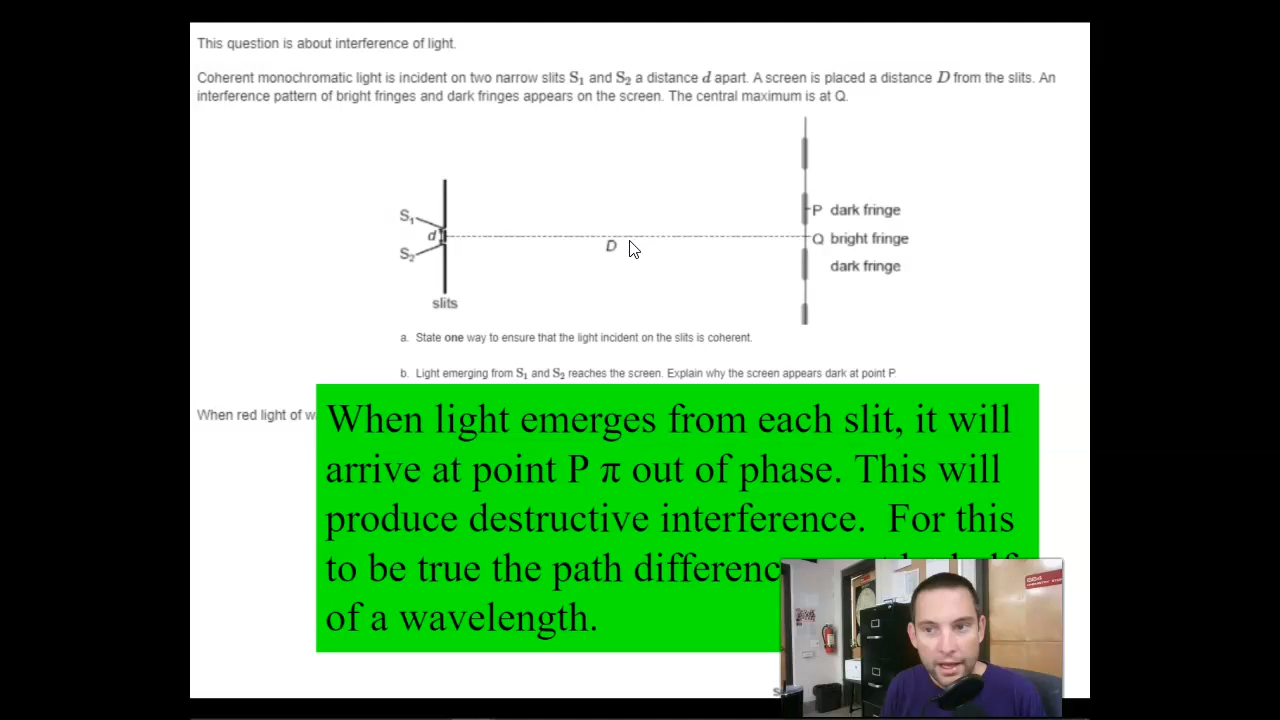 This question is about interference of light.
Coherent monochromatic light is incident on two narrow slits S₁ and S₂ a distance d apart. A screen is placed a distance D from the slits. An
interference pattern of bright fringes and dark fringes appears on the screen. The central maximum is at Q.
S₁
P dark fringe
d
Q bright fringe
D
S₂
dark fringe
slits
a. State one way to ensure that the light incident on the slits is coherent.
b. Light emerging from S₁ and S₂ reaches the screen. Explain why the screen appears dark at point P
When red light of w
When light emerges from each slit, it will
arrive at point P π out of phase. This will
produce destructive interference. For this
to be true the path
of a wavelength.